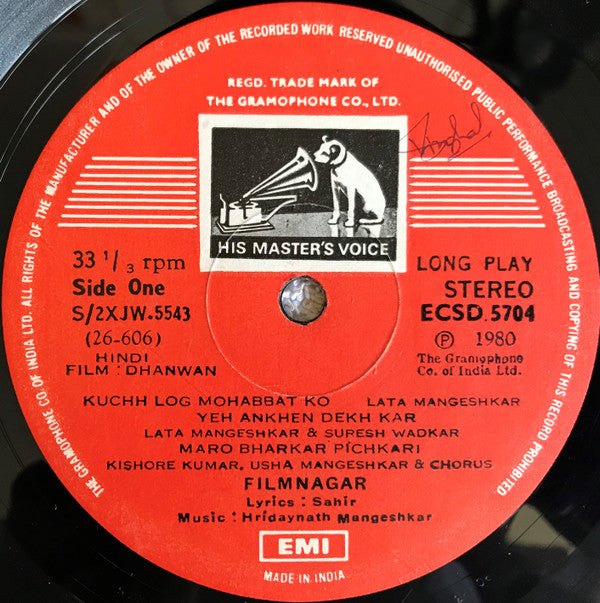 THE GRAMOPHONE CO. OF INDIA LTD. ALL RIGHTS OF THE MANUFACTURER AND OF THE OWNER OF THE RECORDED WORK RESERVED UNAUTHORISED PUBLIC PERFORMANCE BROADCASTING AND COPYING OF THIS RECORD PROHIBITED
REGD. TRADE MARK OF
THE GRAMOPHONE CO., LTD.
HIS MASTER'S VOICE
33 1/3 rpm
Side One
S/2XJW.5543
(26-606)
HINDI
FILM : DHANWAN
LONG PLAY
STEREO
ECSD.5704
℗ 1980
The Gramophone
Co. of India Ltd.
KUCHH LOG MOHABBAT KO LATA MANGESHKAR
YEH ANKHEN DEKH KAR
LATA MANGESHKAR & SURESH WADKAR
MARO BHARKAR PICHKARI
KISHORE KUMAR, USHA MANGESHKAR & CHORUS
FILMNAGAR
Lyrics : Sahir
Music : Hridaynath Mangeshkar
EMI
MADE IN INDIA